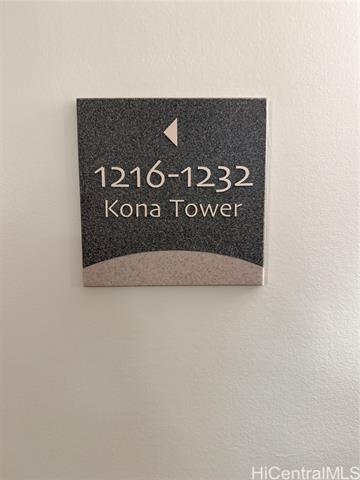 1216-1232
Kona Tower
HiCentralMLS